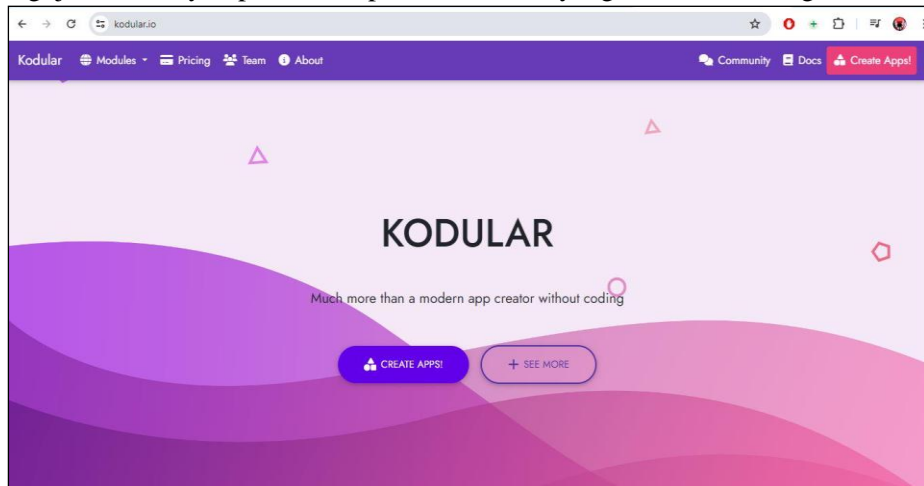 kodular.io
Kodular Modules Pricing Team About Community Docs Create Apps!
KODULAR
Much more than a modern app creator without coding
CREATE APPS! + SEE MORE